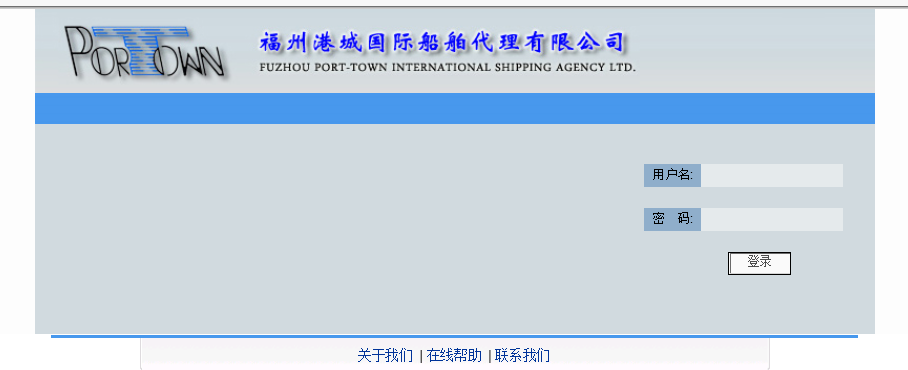 PORTTOWN
福州港城国际船舶代理有限公司
FUZHOU PORT-TOWN INTERNATIONAL SHIPPING AGENCY LTD.
用户名:
密 码:
登录
关于我们 | 在线帮助 | 联系我们